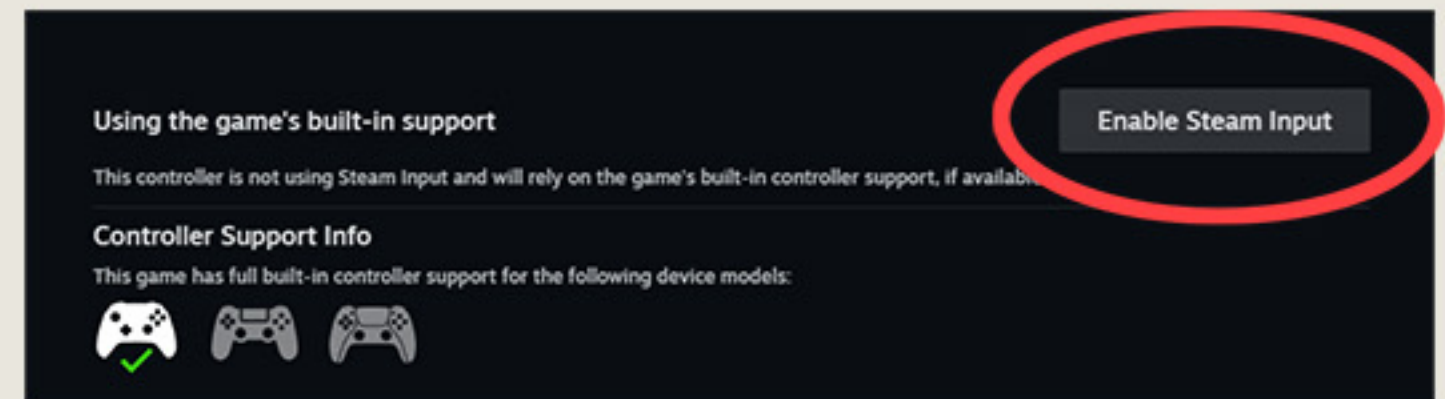 Using the game's built-in support
Enable Steam Input
This controller is not using Steam Input and will rely on the game's built-in controller support, if
Controller Support Info
This game has full built-in controller support for the following device models: